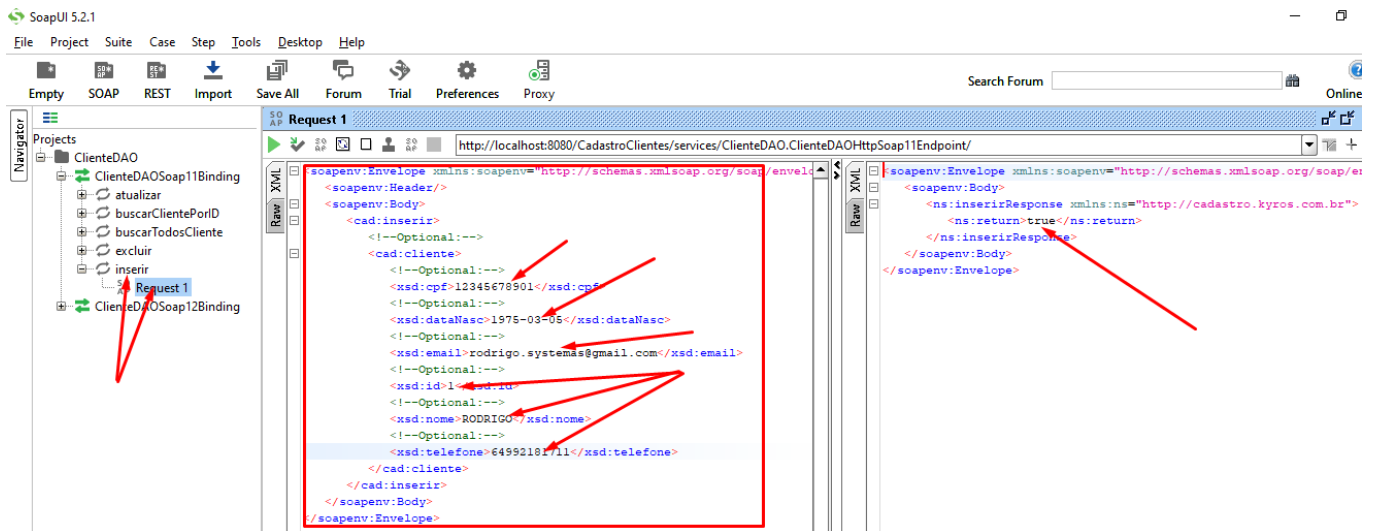 SoapUI 5.2.1
File Project Suite Case Step Tools Desktop Help
Empty SOAP REST Import Save All Forum Trial Preferences Proxy Search Forum Online
Navigator
Projects
ClienteDAO
ClienteDAOSoap11Binding
atualizar
buscarClientePorID
buscarTodosCliente
excluir
inserir
Request 1
ClienteDAOSoap12Binding
SOAP Request 1
http://localhost:8080/CadastroClientes/services/ClienteDAO.ClienteDAOHttpSoap11Endpoint/
XML
Raw
<soapenv:Envelope xmlns:soapenv="http://schemas.xmlsoap.org/soap/envelo
<soapenv:Header/>
<soapenv:Body>
<cad:inserir>
<!--Optional:-->
<cad:cliente>
<!--Optional:-->
<xsd:cpf>12345678901</xsd:cpf>
<!--Optional:-->
<xsd:dataNasc>1975-03-05</xsd:dataNasc>
<!--Optional:-->
<xsd:email>rodrigo.systemas@gmail.com</xsd:email>
<!--Optional:-->
<xsd:id>1</xsd:id>
<!--Optional:-->
<xsd:nome>RODRIGO</xsd:nome>
<!--Optional:-->
<xsd:telefone>64992181711</xsd:telefone>
</cad:cliente>
</cad:inserir>
</soapenv:Body>
</soapenv:Envelope>
XML
Raw
<soapenv:Envelope xmlns:soapenv="http://schemas.xmlsoap.org/soap/en
<soapenv:Body>
<ns:inserirResponse xmlns:ns="http://cadastro.kyros.com.br">
<ns:return>true</ns:return>
</ns:inserirResponse>
</soapenv:Body>
</soapenv:Envelope>